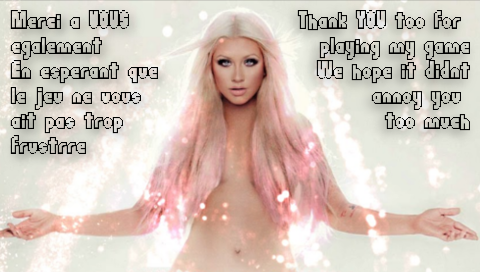 Merci a VOUS
egalement
En esperant que
le jeu ne vous
ait pas trop
frustrre
Thank YOU too for
playing my game
We hope it didnt
annoy you
too much